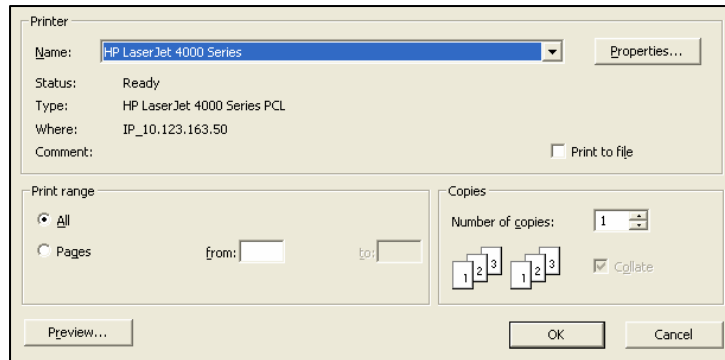 Printer
Name: HP LaserJet 4000 Series Properties...
Status: Ready
Type: HP LaserJet 4000 Series PCL
Where: IP_10.123.163.50
Comment: Print to file
Print range Copies
All Number of copies: 1
Pages from: to:
1 2 3 1 2 3 Collate
Preview... OK Cancel